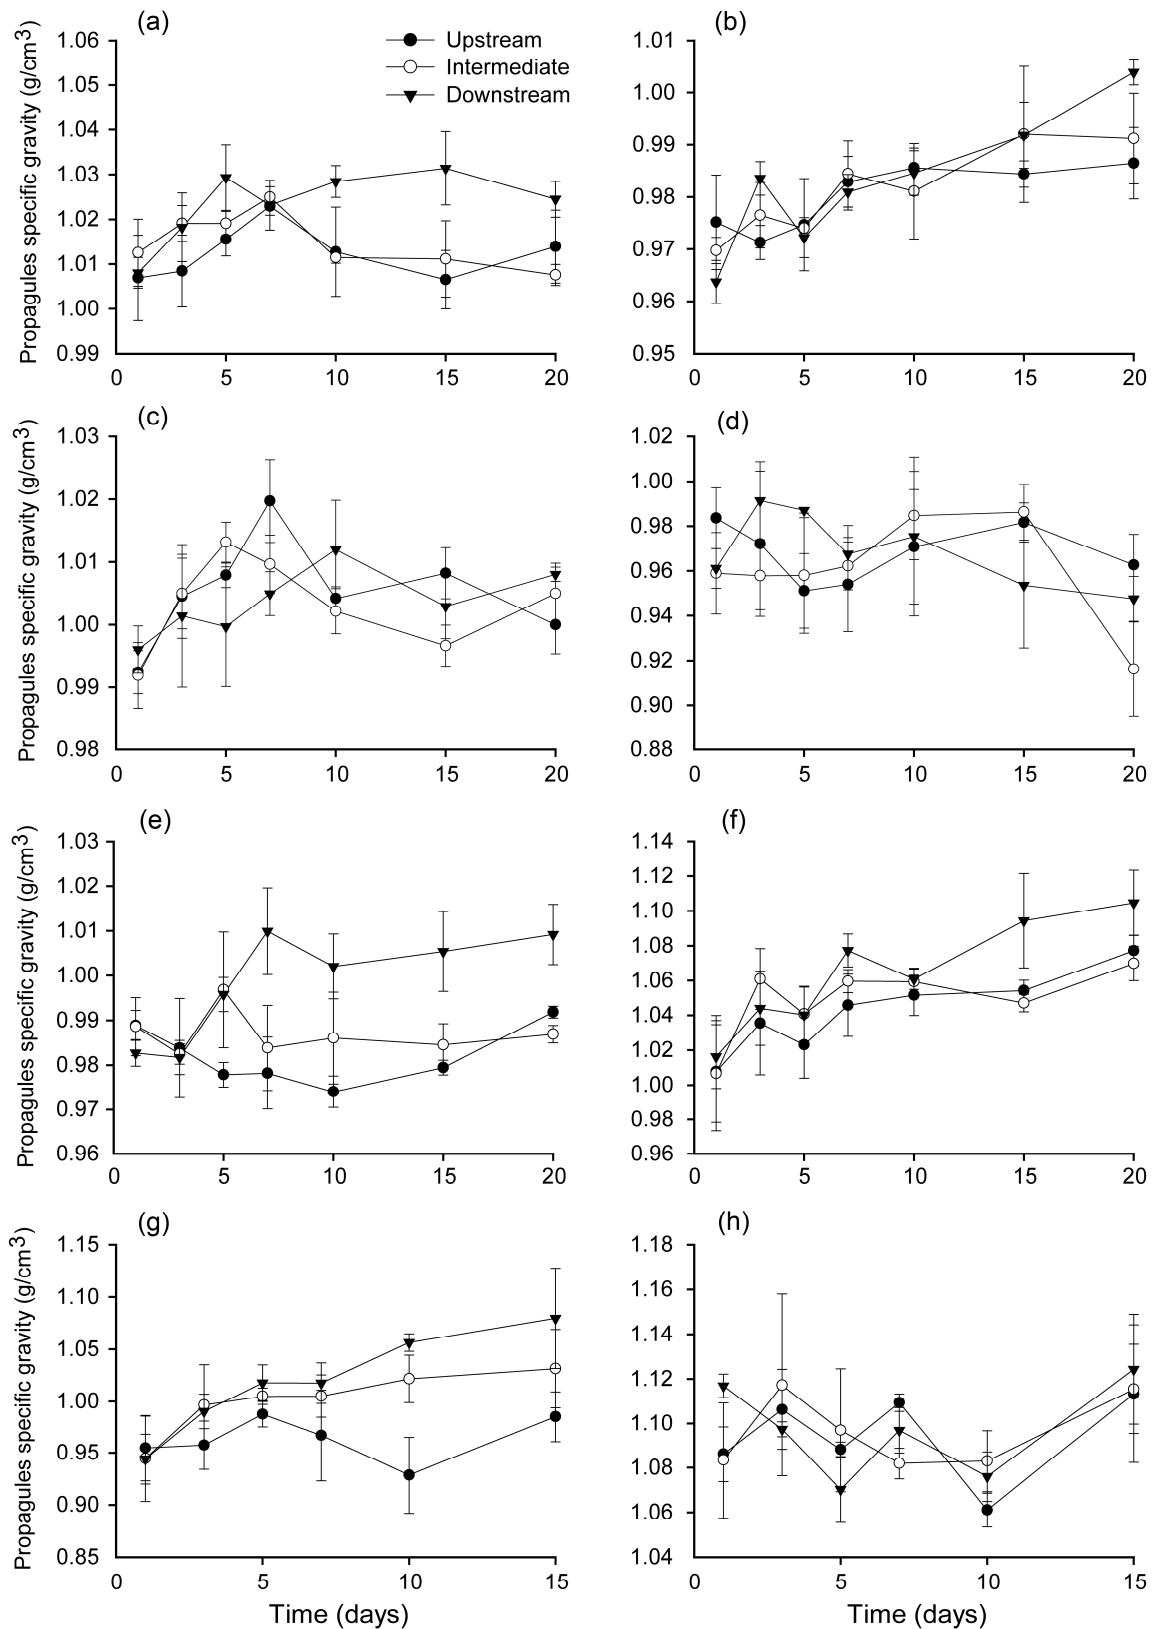 (a)
Upstream
Intermediate
Downstream
Propagules specific gravity (g/cm3)
1.06
1.05
1.04
1.03
1.02
1.01
1.00
0.99
0 5 10 15 20
(b)
1.01
1.00
0.99
0.98
0.97
0.96
0.95
0 5 10 15 20
(c)
Propagules specific gravity (g/cm3)
1.03
1.02
1.01
1.00
0.99
0.98
0 5 10 15 20
(d)
1.02
1.00
0.98
0.96
0.94
0.92
0.90
0.88
0 5 10 15 20
(e)
Propagules specific gravity (g/cm3)
1.03
1.02
1.01
1.00
0.99
0.98
0.97
0.96
0 5 10 15 20
(f)
1.14
1.12
1.10
1.08
1.06
1.04
1.02
1.00
0.98
0.96
0 5 10 15 20
(g)
Propagules specific gravity (g/cm3)
1.15
1.10
1.05
1.00
0.95
0.90
0.85
0 5 10 15
Time (days)
(h)
1.18
1.16
1.14
1.12
1.10
1.08
1.06
1.04
0 5 10 15
Time (days)